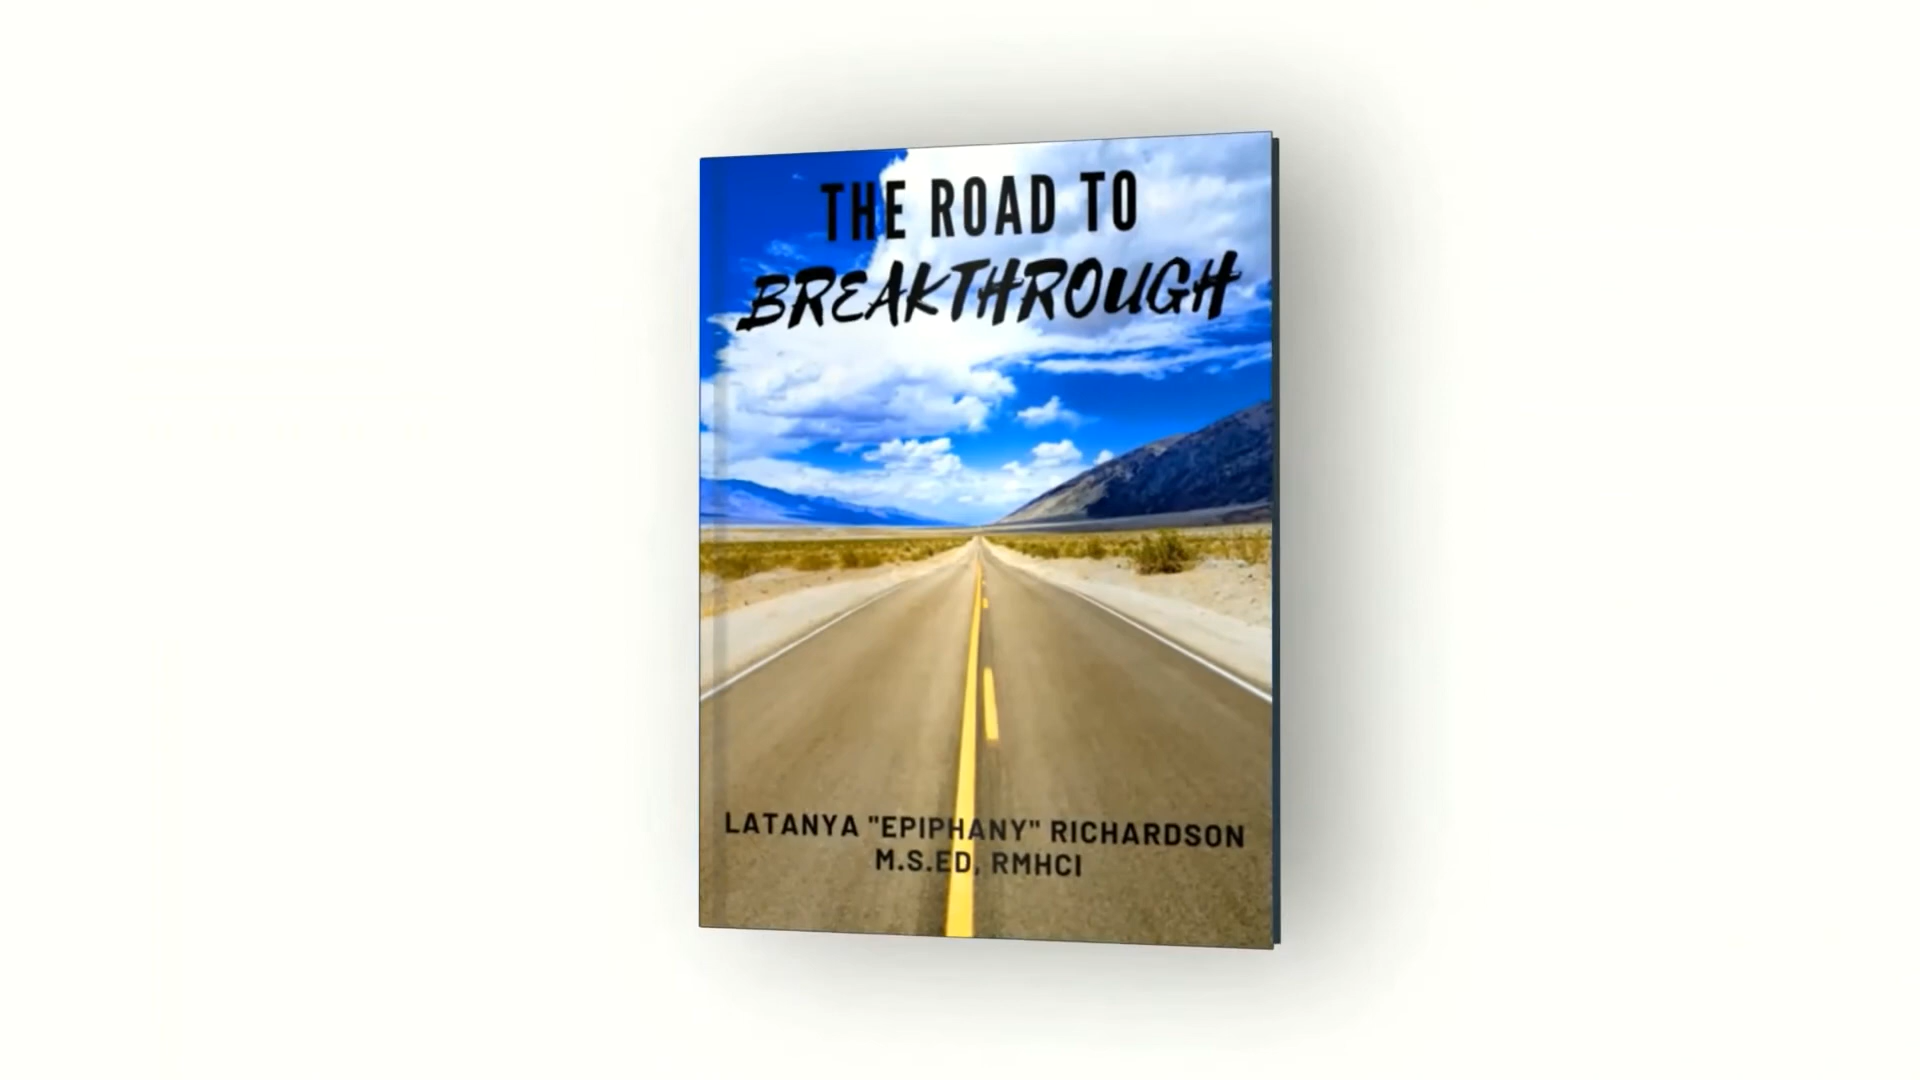 THE ROAD TO
BREAKTHROUGH
LATANYA "EPIPHANY" RICHARDSON
M.S.ED, RMHCI